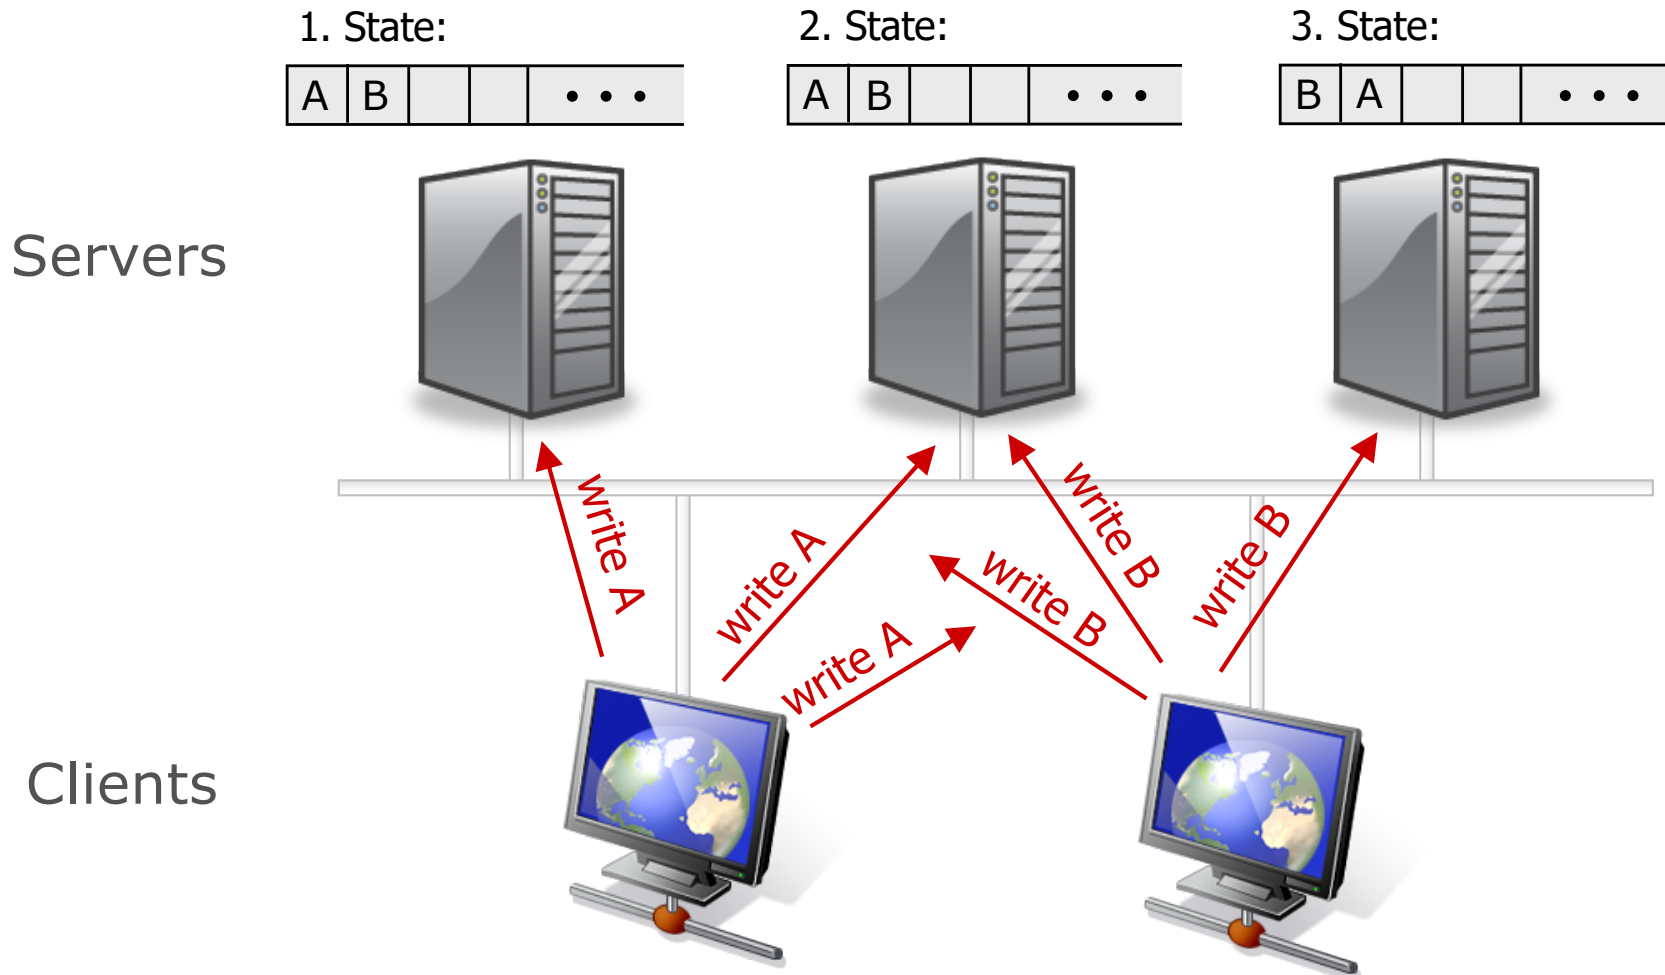 1. State:
2. State:
3. State:
A B • • •
A B • • •
B A • • •
Servers
write A
write A
write B
write B
write B
write A
Clients